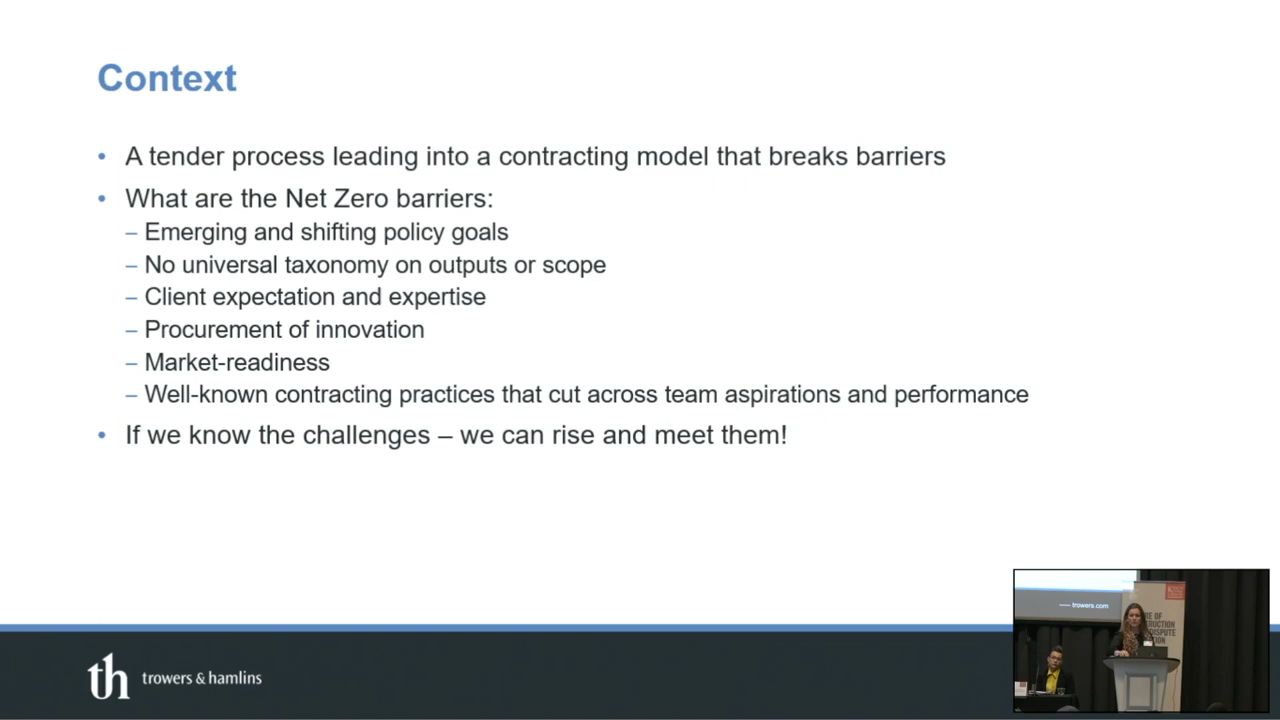 Context
• A tender process leading into a contracting model that breaks barriers
• What are the Net Zero barriers:
– Emerging and shifting policy goals
– No universal taxonomy on outputs or scope
– Client expectation and expertise
– Procurement of innovation
– Market-readiness
– Well-known contracting practices that cut across team aspirations and performance
• If we know the challenges – we can rise and meet them!
th trowers & hamlins
trowers.com